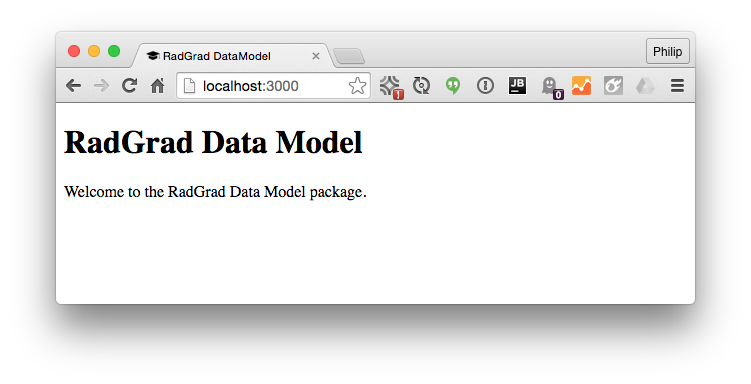 RadGrad DataModel
Philip
localhost:3000
1
JB
0
RadGrad Data Model
Welcome to the RadGrad Data Model package.